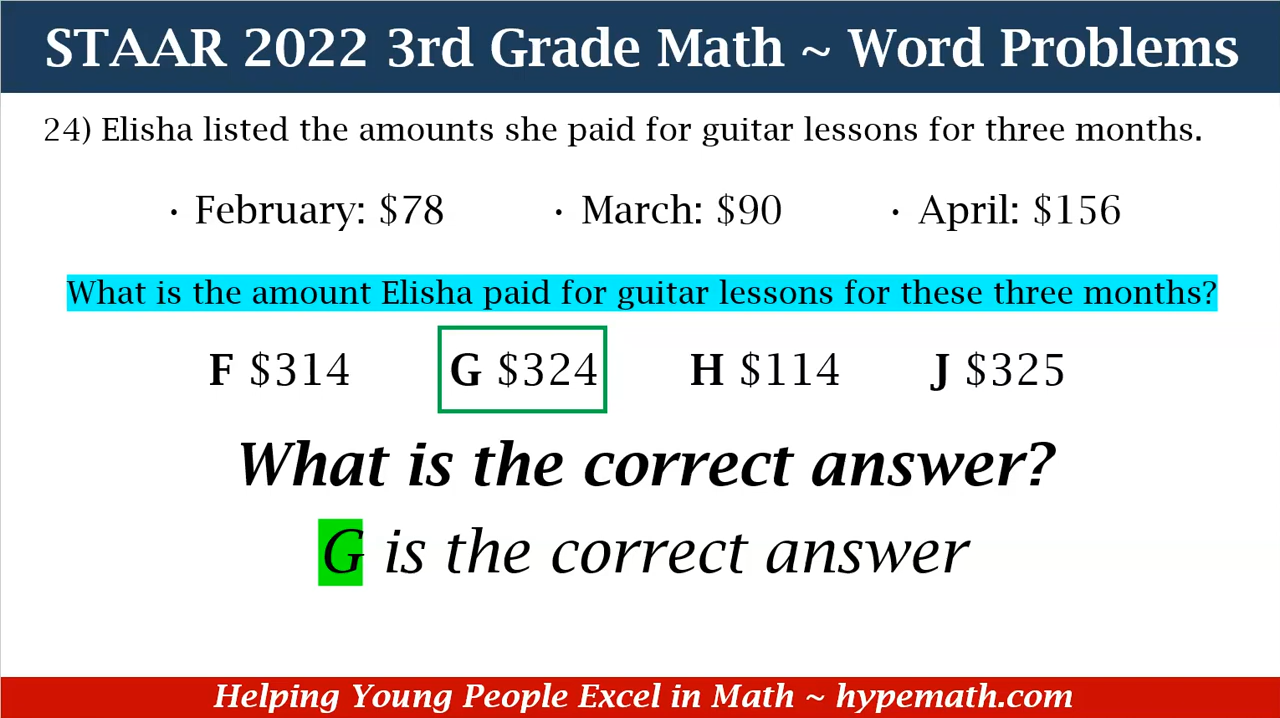 STAAR 2022 3rd Grade Math ~ Word Problems
24) Elisha listed the amounts she paid for guitar lessons for three months.
· February: $78 · March: $90 · April: $156
What is the amount Elisha paid for guitar lessons for these three months?
F $314 G $324 H $114 J $325
What is the correct answer?
G is the correct answer
Helping Young People Excel in Math ~ hypemath.com